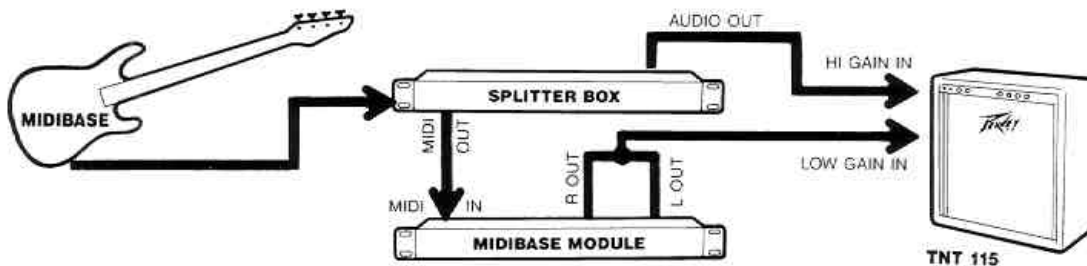 AUDIO OUT
HI GAIN IN
SPLITTER BOX
MIDIBASE
MIDI OUT
PEAVEY
R OUT
L OUT
LOW GAIN IN
MIDI IN
MIDIBASE MODULE
TNT 115